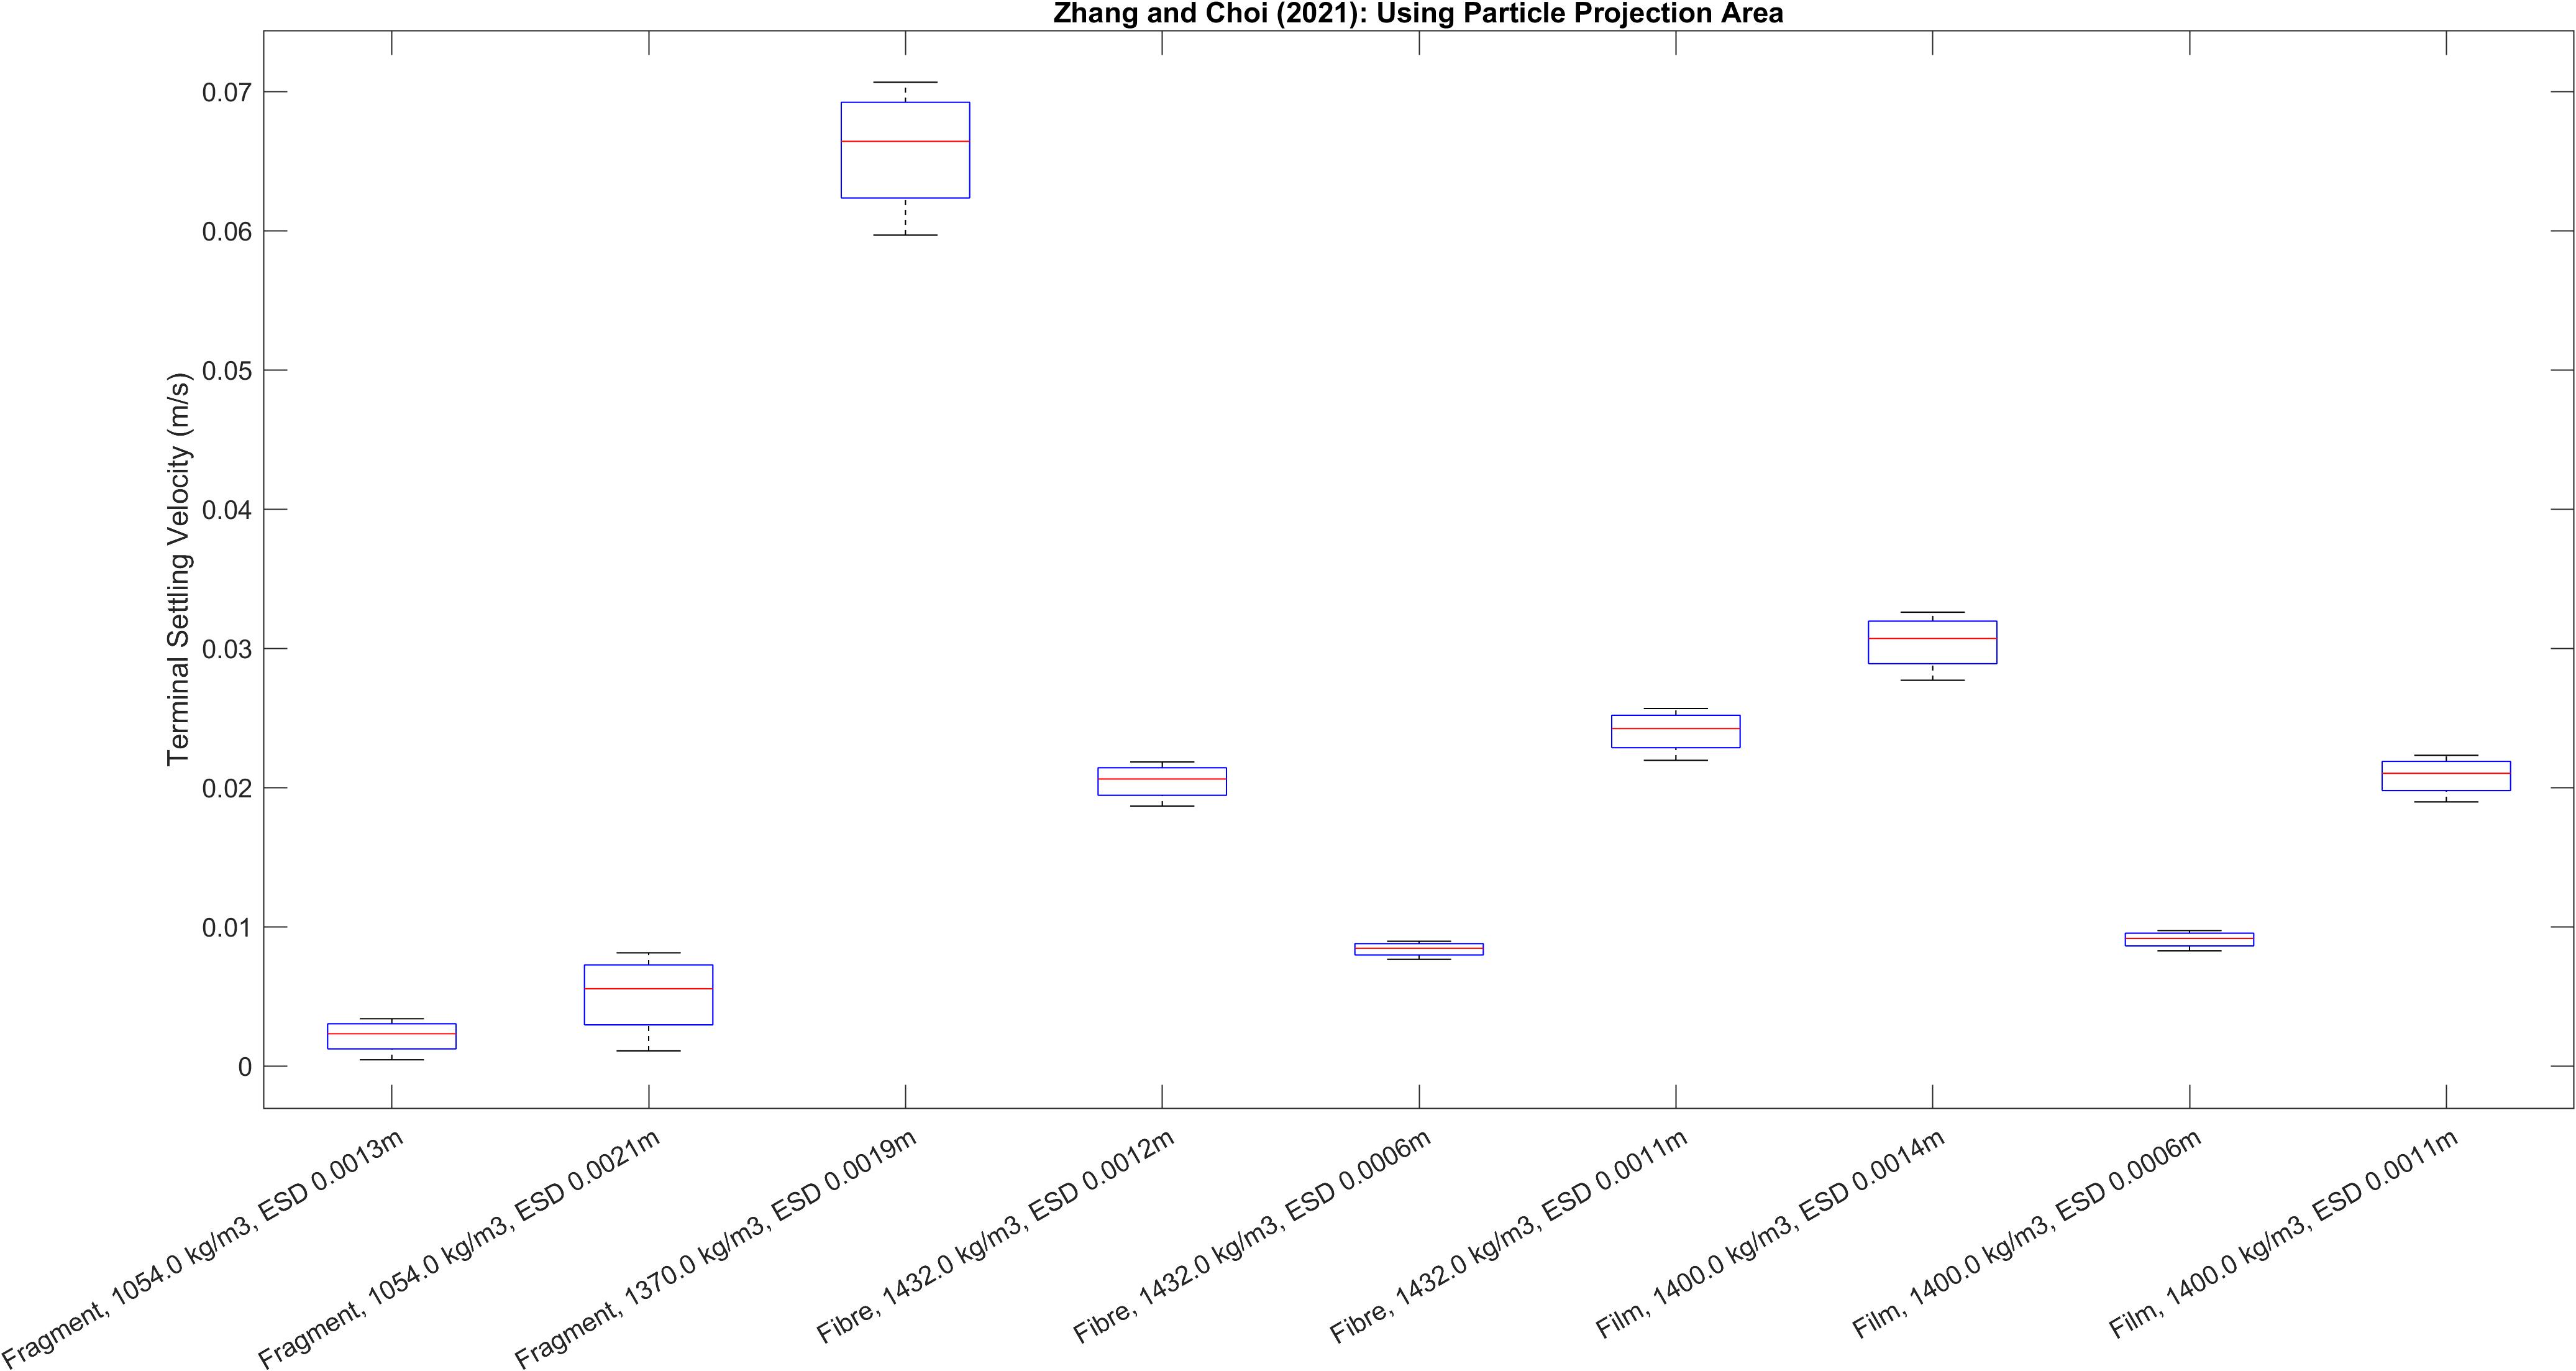 Zhang and Choi (2021): Using Particle Projection Area
Terminal Settling Velocity (m/s)
0.07
0.06
0.05
0.04
0.03
0.02
0.01
0
Fragment, 1054.0 kg/m3, ESD 0.0013m
Fragment, 1054.0 kg/m3, ESD 0.0021m
Fragment, 1370.0 kg/m3, ESD 0.0019m
Fibre, 1432.0 kg/m3, ESD 0.0012m
Fibre, 1432.0 kg/m3, ESD 0.0006m
Fibre, 1432.0 kg/m3, ESD 0.0011m
Film, 1400.0 kg/m3, ESD 0.0014m
Film, 1400.0 kg/m3, ESD 0.0006m
Film, 1400.0 kg/m3, ESD 0.0011m